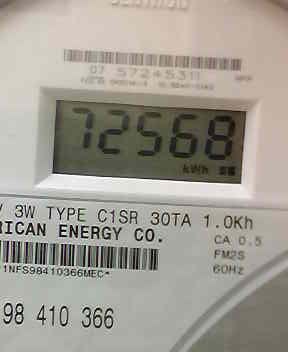 07 57245311
72568
kWh
V 3W TYPE C1SR 30TA 1.0Kh
RICAN ENERGY CO.
CA 0.5
FM2S
60Hz
1NFS98410366MEC*
98 410 366